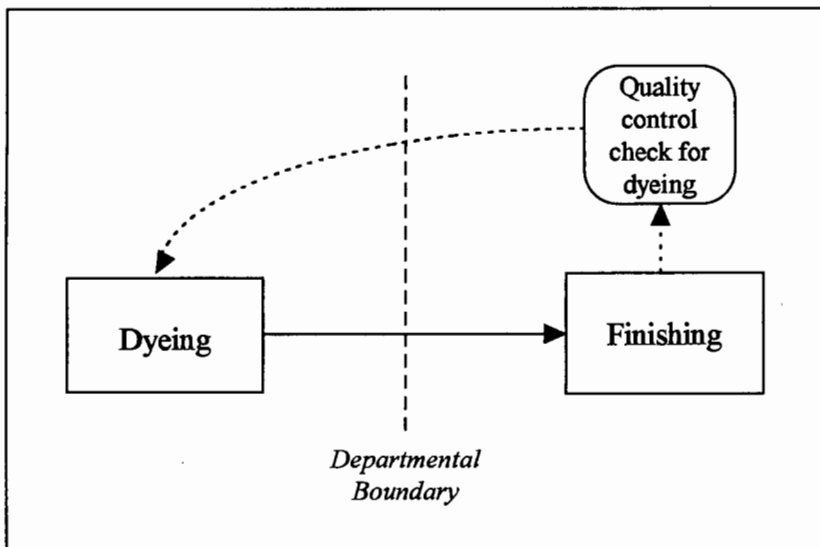 Quality
control
check for
dyeing
Dyeing
Finishing
Departmental
Boundary